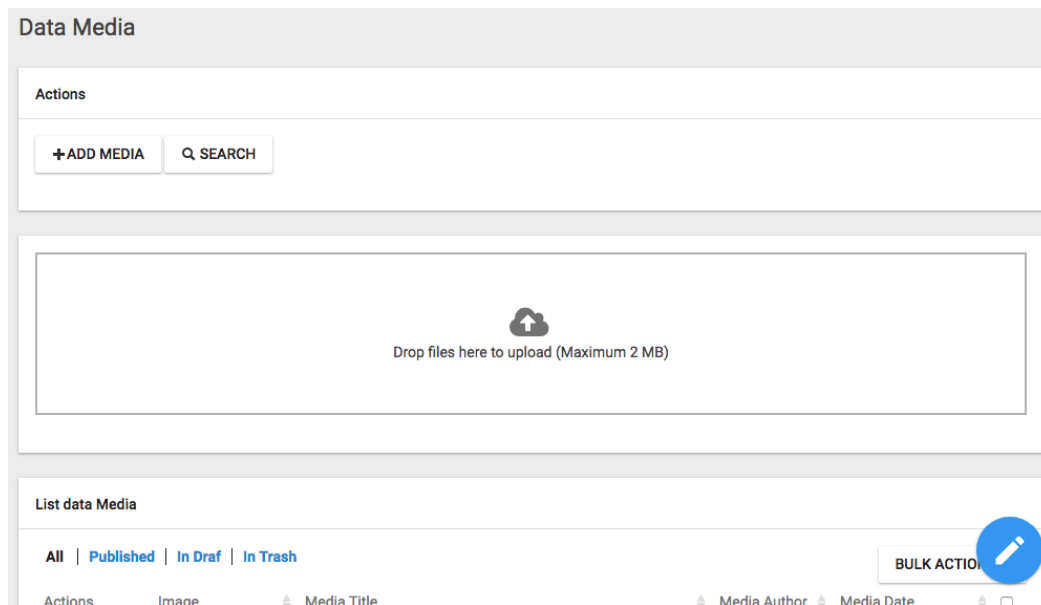 Data Media
Actions
+ADD MEDIA SEARCH
Drop files here to upload (Maximum 2 MB)
List data Media
All | Published | In Draf | In Trash
BULK
Actions Image Media Title Media Author Media Date